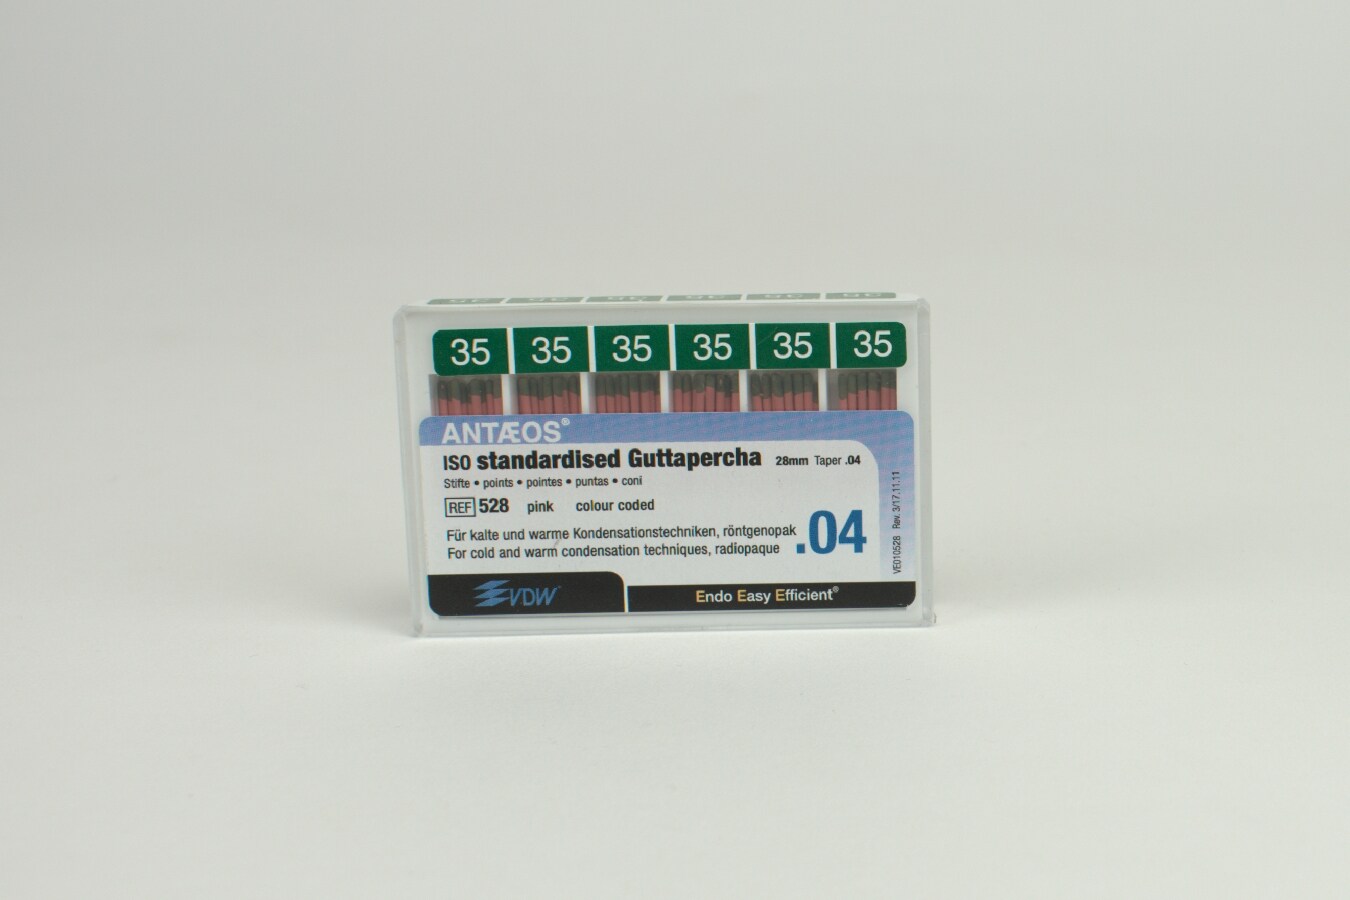 35 35 35 35 35 35
ANTÆOS®
ISO standardised Guttapercha 28mm Taper .04
Stifte • points • pointes • puntas • coni
REF 528 pink colour coded
Für kalte und warme Kondensationstechniken, röntgenopak
For cold and warm condensation techniques, radiopaque
.04
VE010528 Rev. 3/17.11.11
VDW
Endo Easy Efficient®